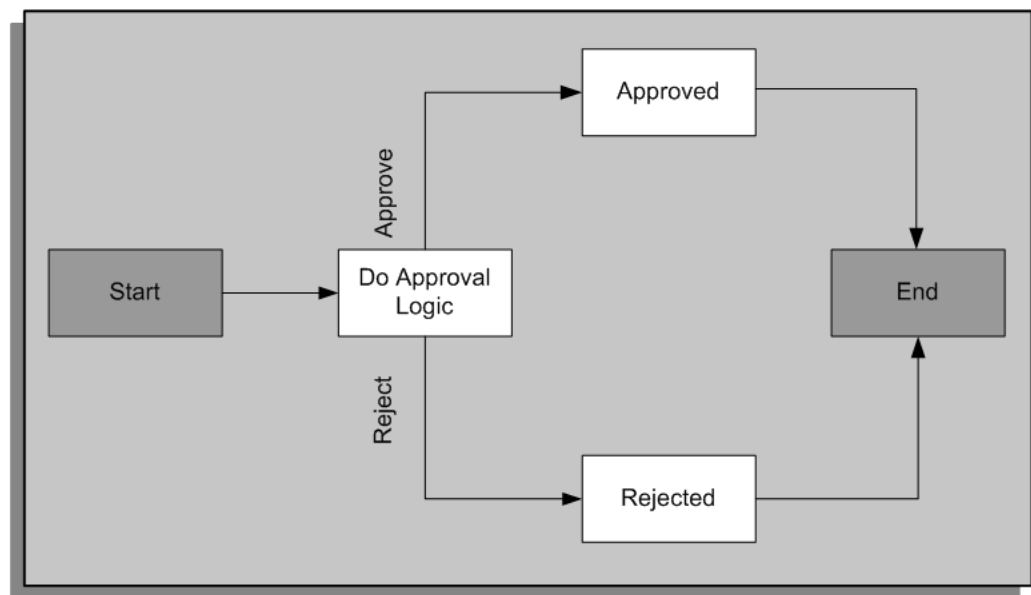 Approved
Approve
Start
Do Approval
Logic
End
Reject
Rejected